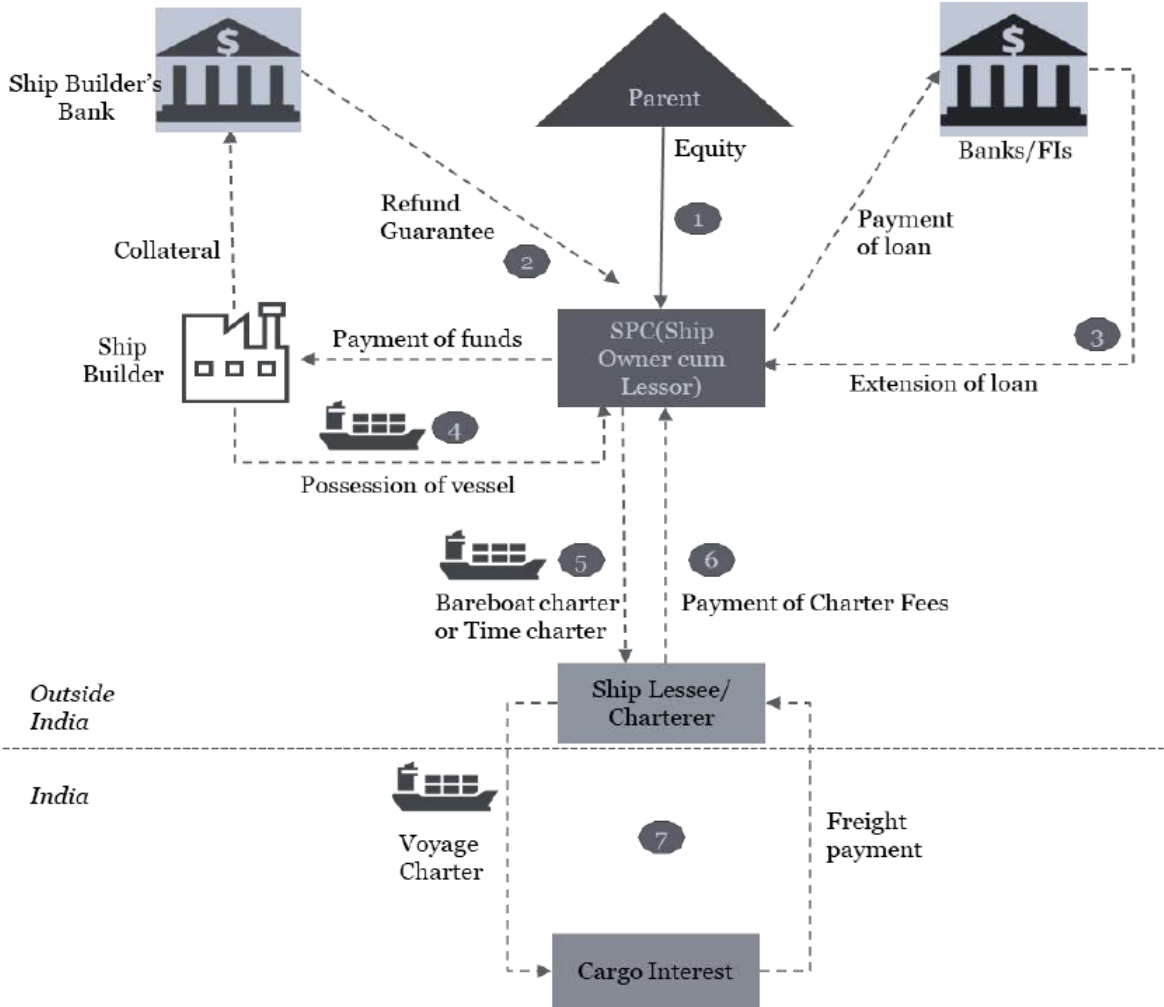 $
$
Ship Builder's
Bank
Parent
Banks/FIs
Equity
1
Refund
Guarantee
2
Payment
of loan
Collateral
3
Ship
Builder
Payment of funds
SPC(Ship
Owner cum
Lessor)
Extension of loan
4
Possession of vessel
5
6
Bareboat charter
or Time charter
Payment of Charter Fees
Outside
India
Ship Lessee/
Charterer
India
Voyage
Charter
7
Freight
payment
Cargo Interest